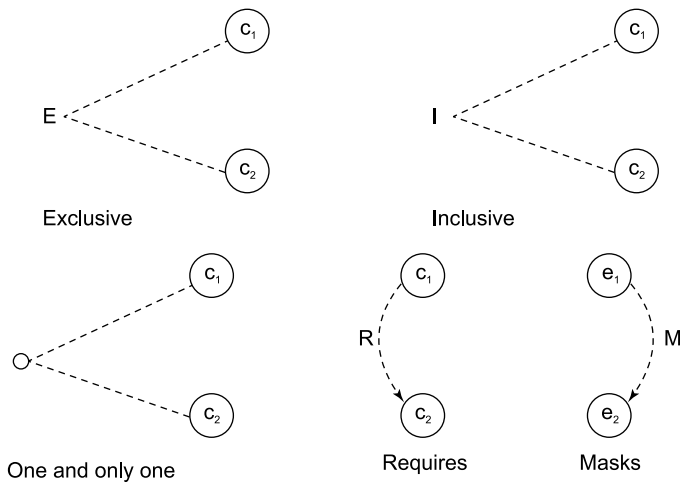 c₁
c₁
E
I
c₂
c₂
Exclusive
Inclusive
c₁
c₁
e₁
R
M
c₂
c₂
e₂
One and only one
Requires
Masks